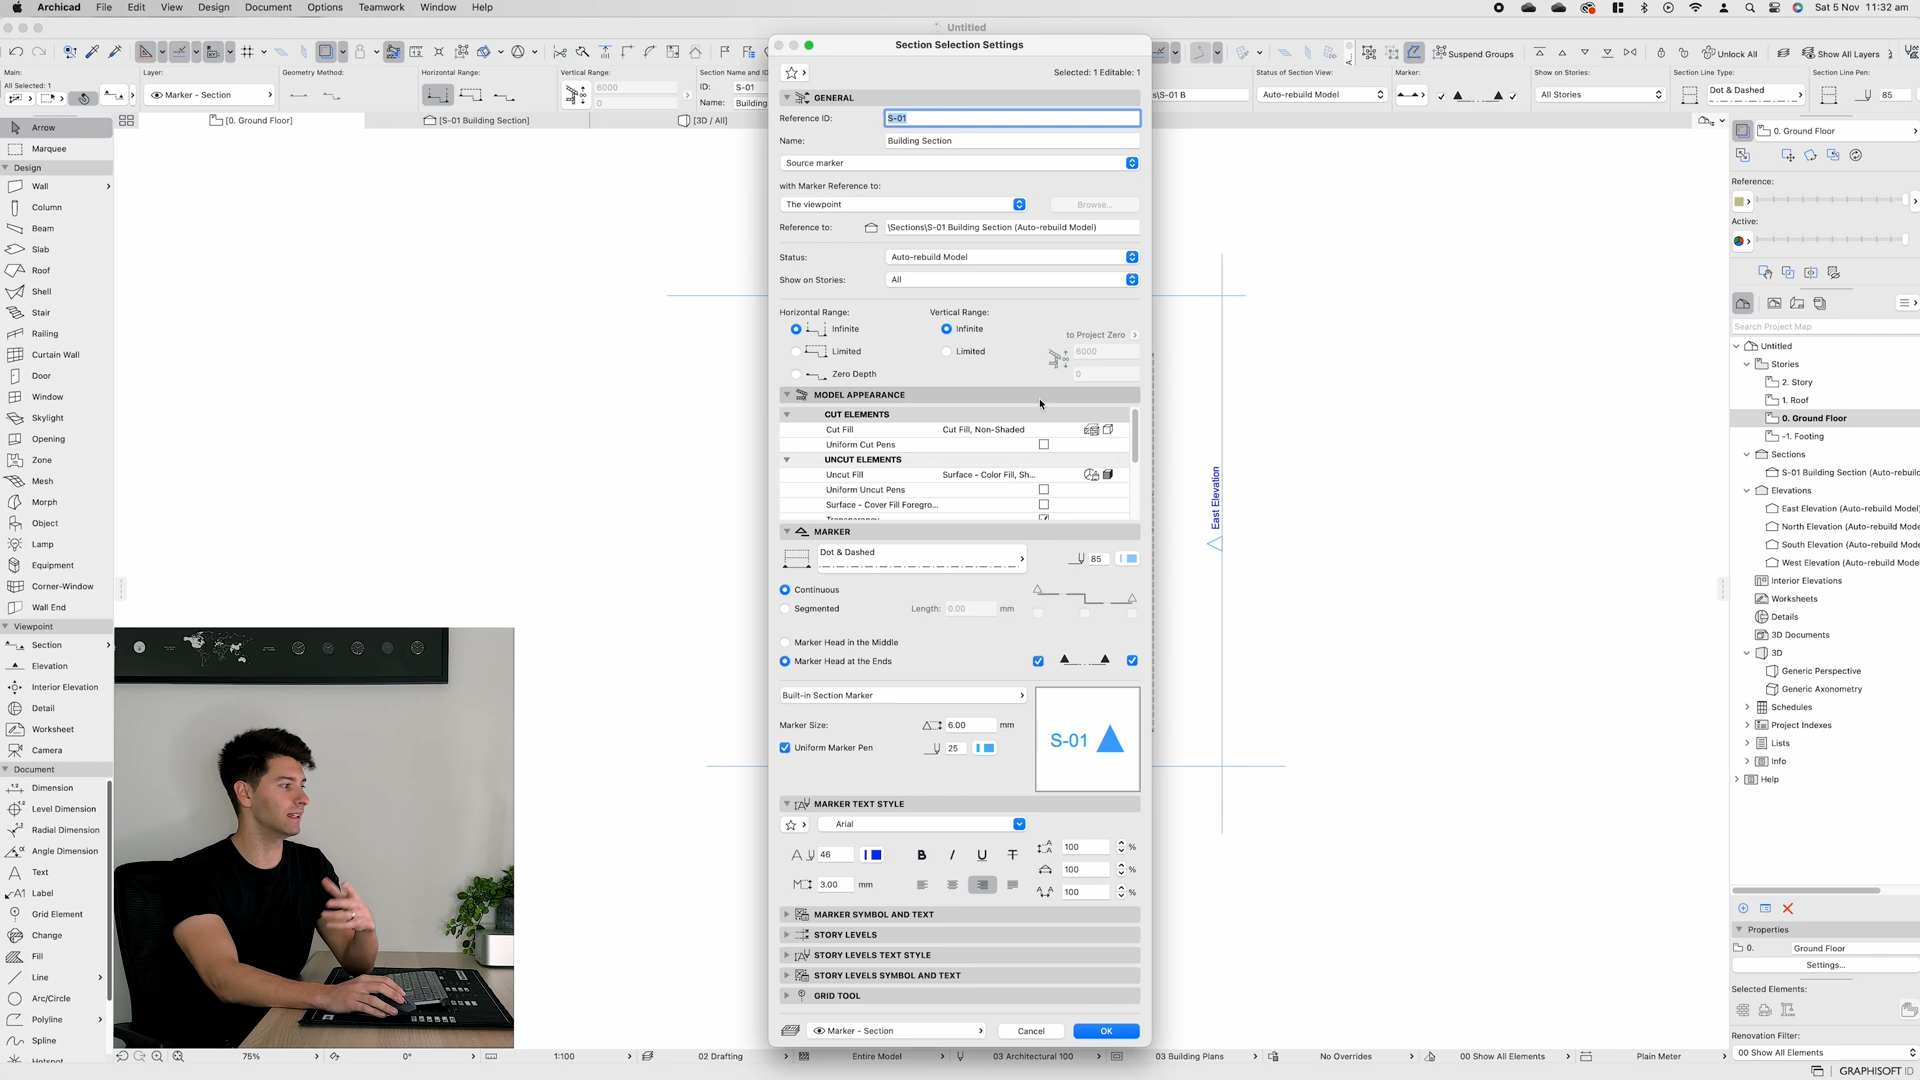 Archicad File Edit View Design Document Options Teamwork Window Help
Sat 5 Nov 11:32 am
Untitled
Suspend Groups
Unlock All
Show All Layers
Main:
All Selected: 1
Layer:
Marker - Section
Geometry Method:
Horizontal Range:
Vertical Range:
6000
0
Section Name and ID
ID: S-01
Name: Building
Status of Section View:
Auto-rebuild Model
Marker:
Show on Stories:
All Stories
Section Line Type:
Dot & Dashed
Section Line Pen:
85
[0. Ground Floor]
[S-01 Building Section]
[3D / All]
Arrow
Marquee
Design
Wall
Column
Beam
Slab
Roof
Shell
Stair
Railing
Curtain Wall
Door
Window
Skylight
Opening
Zone
Mesh
Morph
Object
Lamp
Equipment
Corner-Window
Wall End
Viewpoint
Section
Elevation
Interior Elevation
Detail
Worksheet
Camera
Document
Dimension
Level Dimension
Radial Dimension
Angle Dimension
Text
Label
Grid Element
Change
Fill
Line
Arc/Circle
Polyline
Spline
Hotspot
Section Selection Settings
Selected: 1 Editable: 1
GENERAL
Reference ID: S-01
Name: Building Section
Source marker
with Marker Reference to:
The viewpoint
Browse...
Reference to: \Sections\S-01 Building Section (Auto-rebuild Model)
Status: Auto-rebuild Model
Show on Stories: All
Horizontal Range:
Infinite
Limited
Zero Depth
Vertical Range:
Infinite
Limited
to Project Zero
6000
0
MODEL APPEARANCE
CUT ELEMENTS
Cut Fill Cut Fill, Non-Shaded
Uniform Cut Pens
UNCUT ELEMENTS
Uncut Fill Surface - Color Fill, Sh...
Uniform Uncut Pens
Surface - Cover Fill Foregro...
Transparency
MARKER
Dot & Dashed
85
Continuous
Segmented
Length: 0.00 mm
Marker Head in the Middle
Marker Head at the Ends
Built-in Section Marker
Marker Size: 6.00 mm
Uniform Marker Pen 25
S-01
MARKER TEXT STYLE
Arial
46
B I U T
3.00 mm
100 %
100 %
100 %
MARKER SYMBOL AND TEXT
STORY LEVELS
STORY LEVELS TEXT STYLE
STORY LEVELS SYMBOL AND TEXT
GRID TOOL
Marker - Section
Cancel
OK
East Elevation
0. Ground Floor
Reference:
Active:
Search Project Map
Untitled
Stories
2. Story
1. Roof
0. Ground Floor
-1. Footing
Sections
S-01 Building Section (Auto-rebuild
Elevations
East Elevation (Auto-rebuild Model)
North Elevation (Auto-rebuild Mode
South Elevation (Auto-rebuild Mode
West Elevation (Auto-rebuild Mode
Interior Elevations
Worksheets
Details
3D Documents
3D
Generic Perspective
Generic Axonometry
Schedules
Project Indexes
Lists
Info
Help
Properties
0. Ground Floor
Settings...
Selected Elements:
Renovation Filter:
00 Show All Elements
75%
0°
1:100
02 Drafting
Entire Model
03 Architectural 100
03 Building Plans
No Overrides
00 Show All Elements
Plain Meter
GRAPHISOFT ID